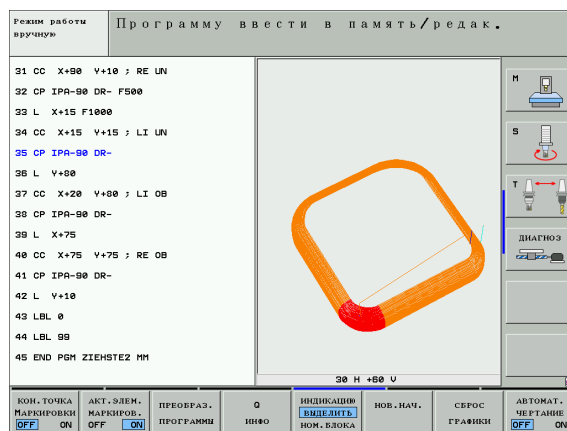 Режим работы
вручную
Программу ввести в память/редак.
31 CC X+90 Y+10 ; RE UN
32 CP IPA-90 DR- F500
33 L X+15 F1000
34 CC X+15 Y+15 ; LI UN
35 CP IPA-90 DR-
36 L Y+80
37 CC X+20 Y+80 ; LI OB
38 CP IPA-90 DR-
39 L X+75
40 CC X+75 Y+75 ; RE OB
41 CP IPA-90 DR-
42 L Y+10
43 LBL 0
44 LBL 99
45 END PGM ZIEHSTE2 MM
30 H +60 V
M
S
T
ДИАГНОЗ
КОН.ТОЧКА
МАРКИРОВКИ
OFF ON
АКТ.ЭЛЕМ.
МАРКИРОВ.
OFF ON
ПРЕОБРАЗ.
ПРОГРАММЫ
Q
ИНФО
ИНДИКАЦИЮ
ВЫДЕЛИТЬ
НОМ.БЛОКА
НОВ.НАЧ.
СБРОС
ГРАФИКИ
АВТОМАТ.
ЧЕРТАНИЕ
OFF ON